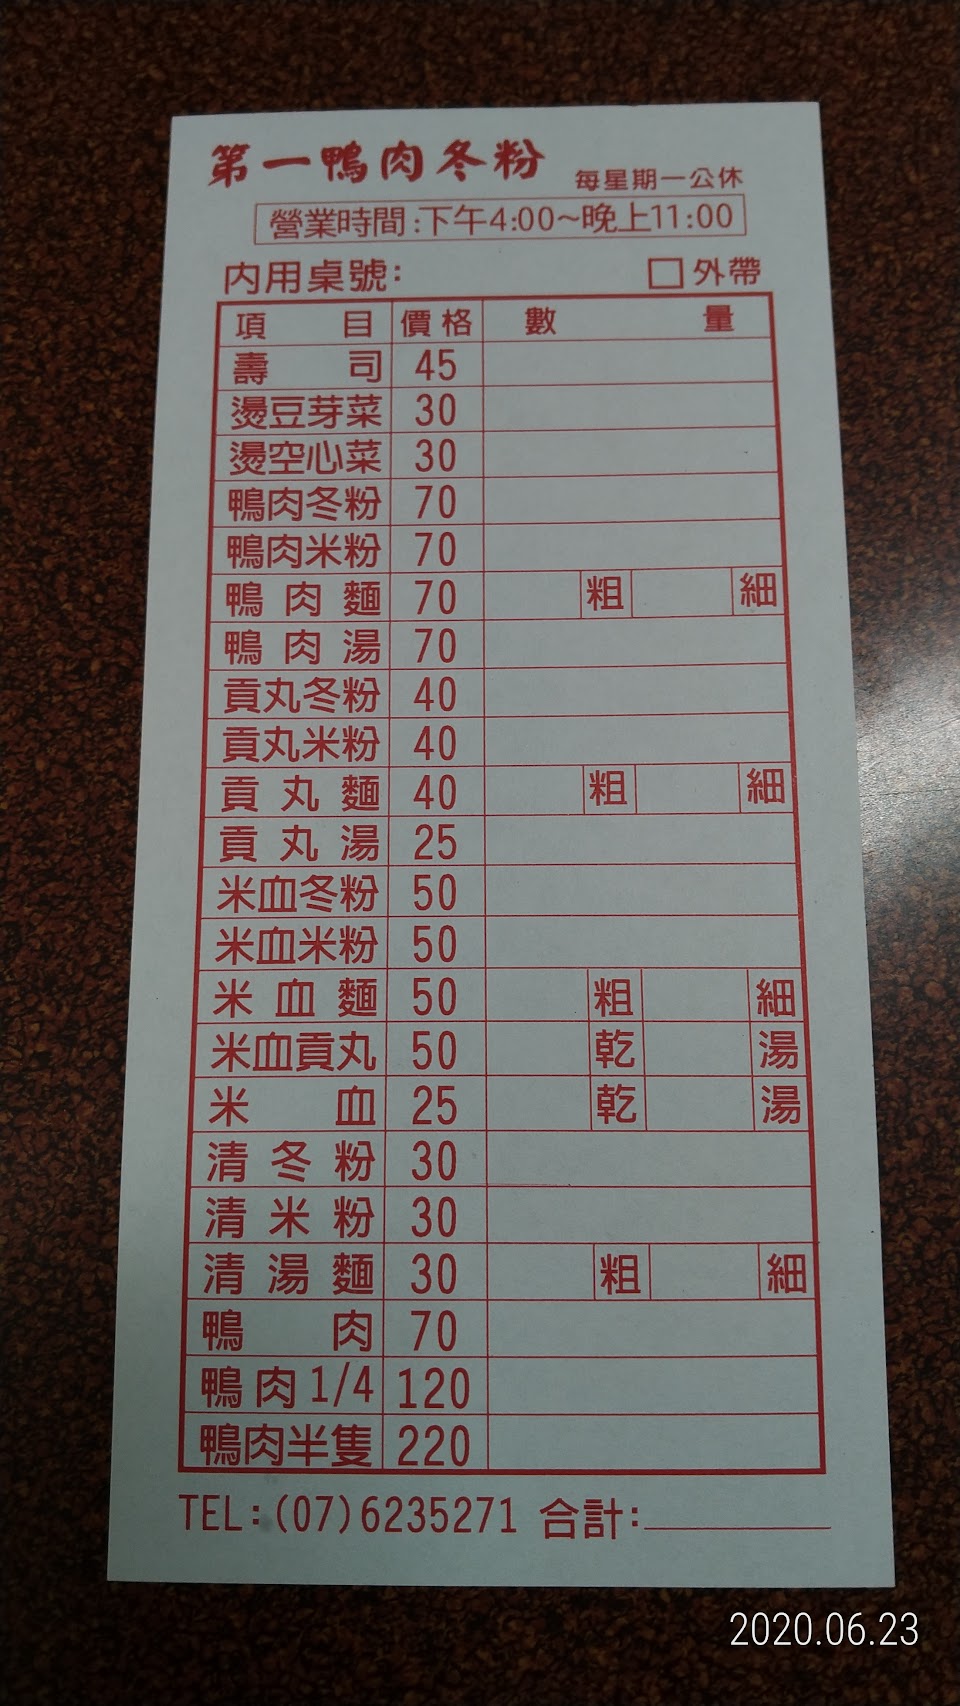 第一鴨肉冬粉 每星期一公休
營業時間:下午4:00~晚上11:00
內用桌號: □外帶
項目 價格 數量
壽司 45
燙豆芽菜 30
燙空心菜 30
鴨肉冬粉 70
鴨肉米粉 70
鴨肉麵 70 粗 細
鴨肉湯 70
貢丸冬粉 40
貢丸米粉 40
貢丸麵 40 粗 細
貢丸湯 25
米血冬粉 50
米血米粉 50
米血麵 50 粗 細
米血貢丸 50 乾 湯
米血 25 乾 湯
清冬粉 30
清米粉 30
清湯麵 30 粗 細
鴨肉 70
鴨肉1/4 120
鴨肉半隻 220
TEL:(07)6235271 合計:
2020.06.23